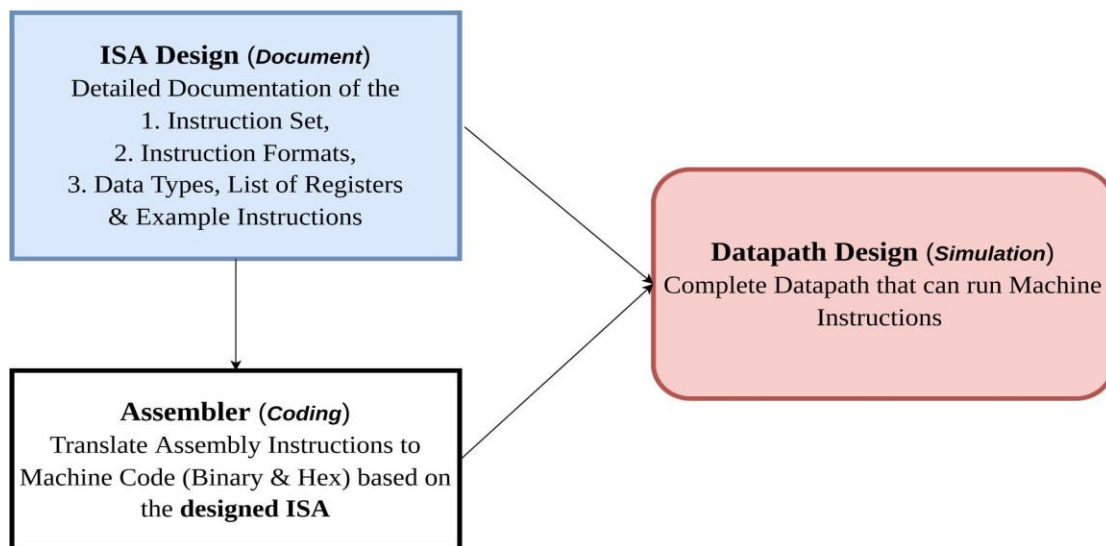 ISA Design (Document)
Detailed Documentation of the
1. Instruction Set,
2. Instruction Formats,
3. Data Types, List of Registers
& Example Instructions
Datapath Design (Simulation)
Complete Datapath that can run Machine
Instructions
Assembler (Coding)
Translate Assembly Instructions to
Machine Code (Binary & Hex) based on
the designed ISA